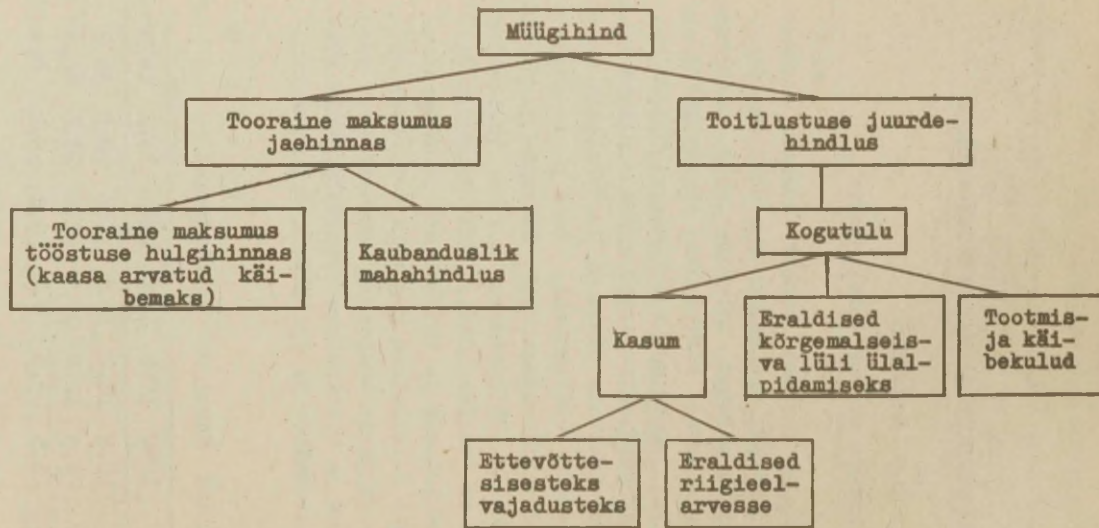 Müügihind
Tooraine maksumus
jaehinnas
Toitlustuse juurde-
hindlus
Tooraine maksumus
tööstuse hulgihinnas
(kaasa arvatud käi-
bemaks)
Kaubanduslik
mahahindlus
Kogutulu
Kasum
Eraldised
kõrgemalseis-
va lüli ülal-
pidamiseks
Tootmis-
ja käi-
bekulud
Ettevõtte-
sisesteks
vajadusteks
Eraldised
riigieel-
arvesse